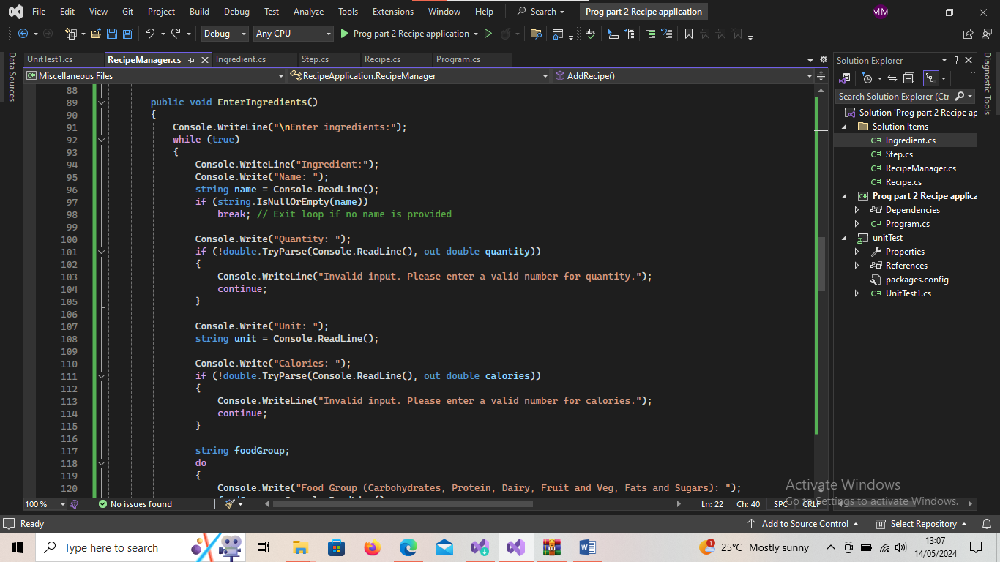 File Edit View Git Project Build Debug Test Analyze Tools Extensions Window Help Search Prog part 2 Recipe application MM
Debug Any CPU Prog part 2 Recipe application
Data Sources
UnitTest1.cs RecipeManager.cs Ingredient.cs Step.cs Recipe.cs Program.cs
C# Miscellaneous Files RecipeApplication.RecipeManager AddRecipe()
88
89 public void EnterIngredients()
90 {
91 Console.WriteLine("\nEnter ingredients:");
92 while (true)
93 {
94 Console.WriteLine("Ingredient:");
95 Console.Write("Name: ");
96 string name = Console.ReadLine();
97 if (string.IsNullOrEmpty(name))
98 break; // Exit loop if no name is provided
99
100 Console.Write("Quantity: ");
101 if (!double.TryParse(Console.ReadLine(), out double quantity))
102 {
103 Console.WriteLine("Invalid input. Please enter a valid number for quantity.");
104 continue;
105 }
106
107 Console.Write("Unit: ");
108 string unit = Console.ReadLine();
109
110 Console.Write("Calories: ");
111 if (!double.TryParse(Console.ReadLine(), out double calories))
112 {
113 Console.WriteLine("Invalid input. Please enter a valid number for calories.");
114 continue;
115 }
116
117 string foodGroup;
118 do
119 {
120 Console.Write("Food Group (Carbohydrates, Protein, Dairy, Fruit and Veg, Fats and Sugars): ");
100 % No issues found Ln: 22 Ch: 40 SPC CRLF
Solution Explorer
Search Solution Explorer (Ctr
Solution 'Prog part 2 Recipe ap
Solution Items
C# Ingredient.cs
C# Step.cs
C# RecipeManager.cs
C# Recipe.cs
C# Prog part 2 Recipe applica
Dependencies
C# Program.cs
unitTest
Properties
References
packages.config
C# UnitTest1.cs
Diagnostic Tools
Activate Windows
Go to Settings to activate Windows.
Ready Add to Source Control Select Repository
Type here to search 25°C Mostly sunny 13:07
14/05/2024